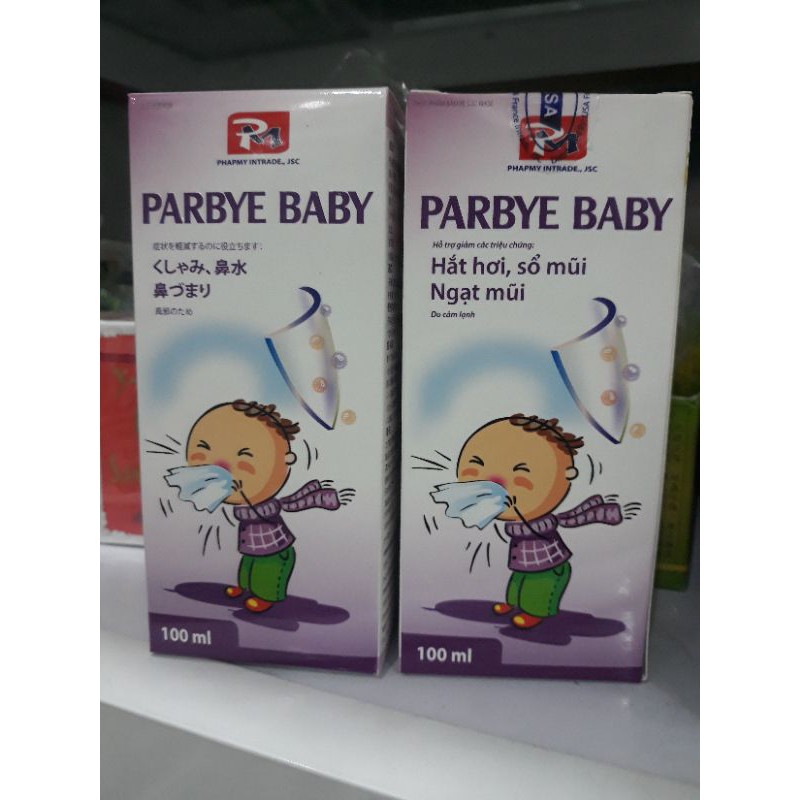 PM
PHAPMY INTRADE., JSC
PARBYE BABY
症状を軽減するのに役立ちます:
くしゃみ、鼻水
鼻づまり
風邪のため
100 ml
PM
PHAPMY INTRADE., JSC
PARBYE BABY
Hỗ trợ giảm các triệu chứng:
Hắt hơi, sổ mũi
Ngạt mũi
Do cảm lạnh
100 ml